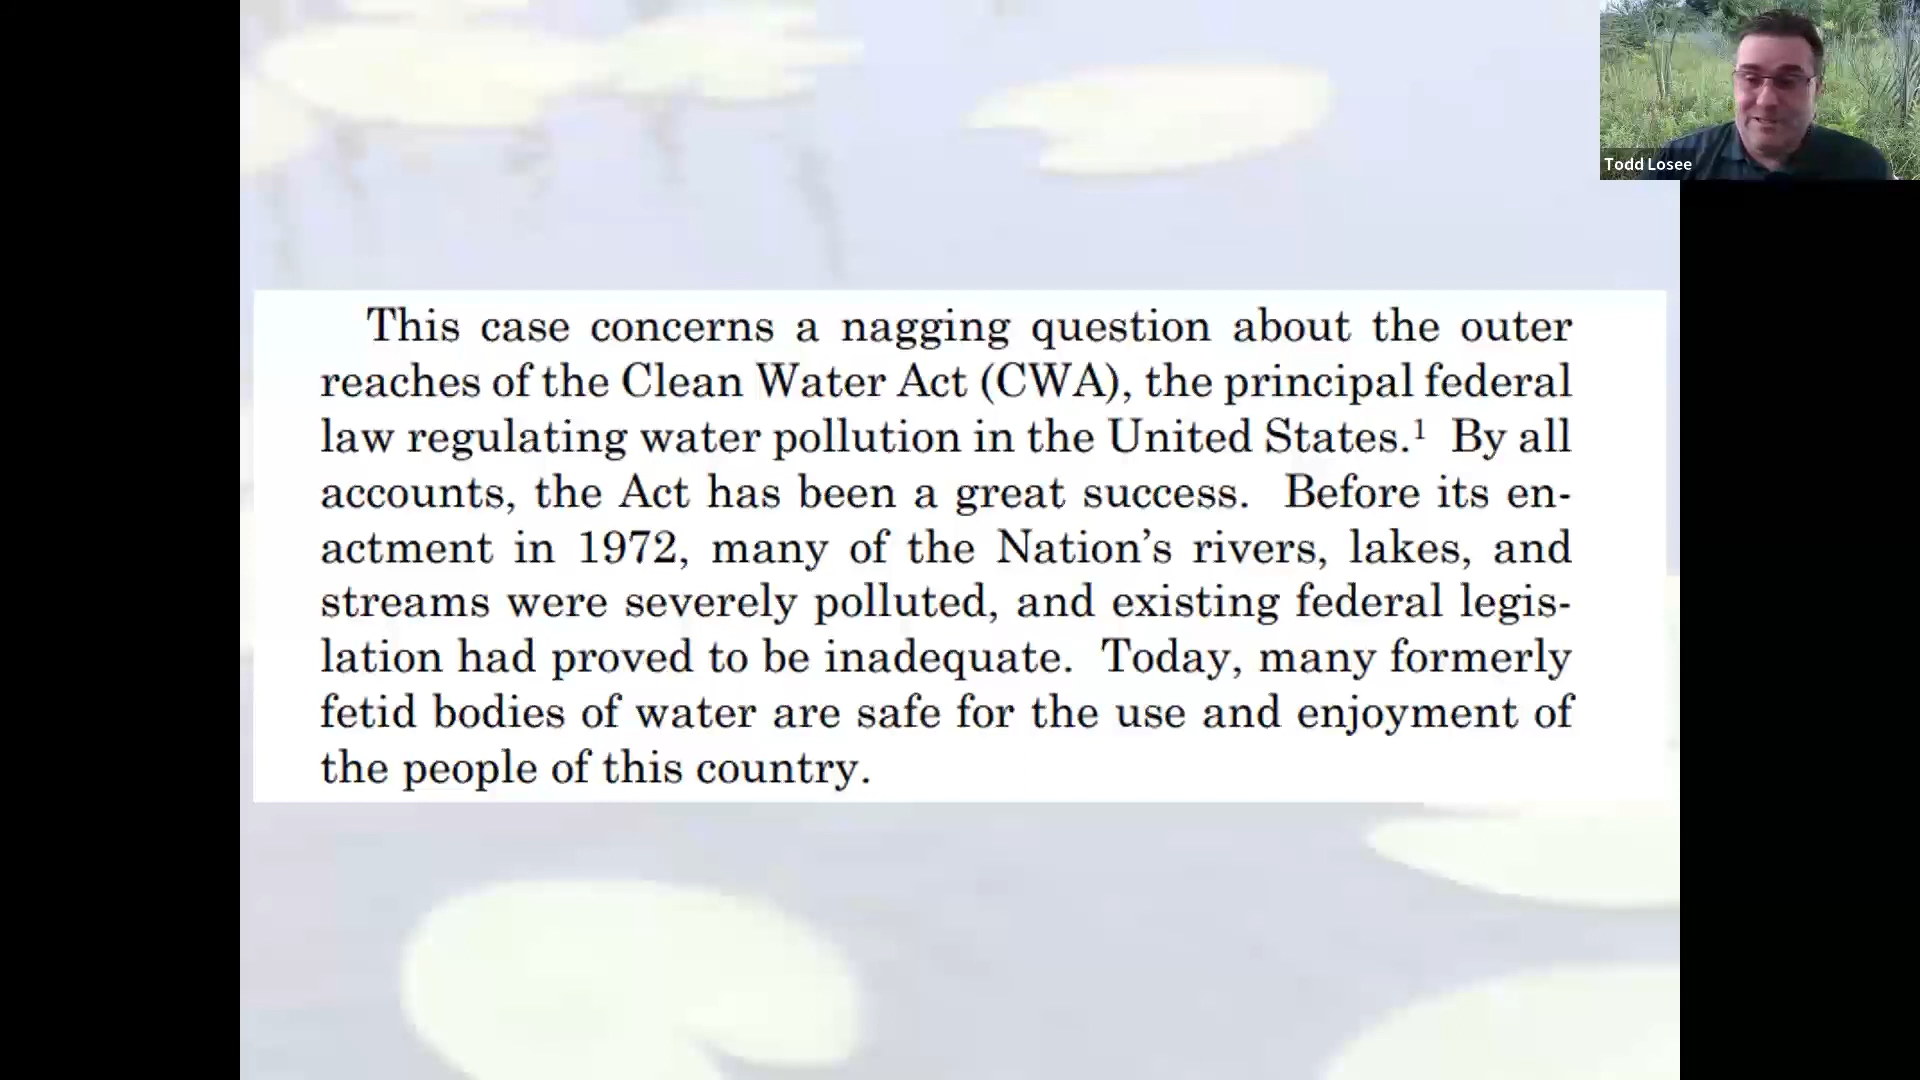 Todd Losee
This case concerns a nagging question about the outer
reaches of the Clean Water Act (CWA), the principal federal
law regulating water pollution in the United States.¹ By all
accounts, the Act has been a great success. Before its en-
actment in 1972, many of the Nation’s rivers, lakes, and
streams were severely polluted, and existing federal legis-
lation had proved to be inadequate. Today, many formerly
fetid bodies of water are safe for the use and enjoyment of
the people of this country.